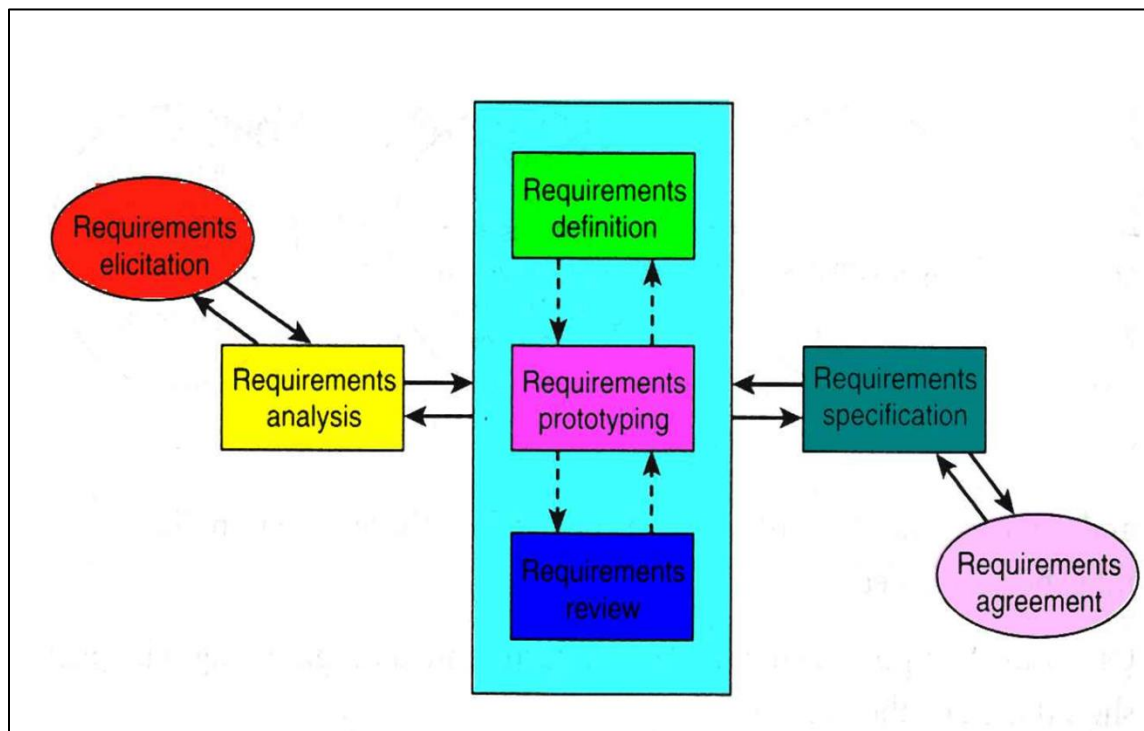 Requirements
elicitation
Requirements
analysis
Requirements
definition
Requirements
prototyping
Requirements
review
Requirements
specification
Requirements
agreement